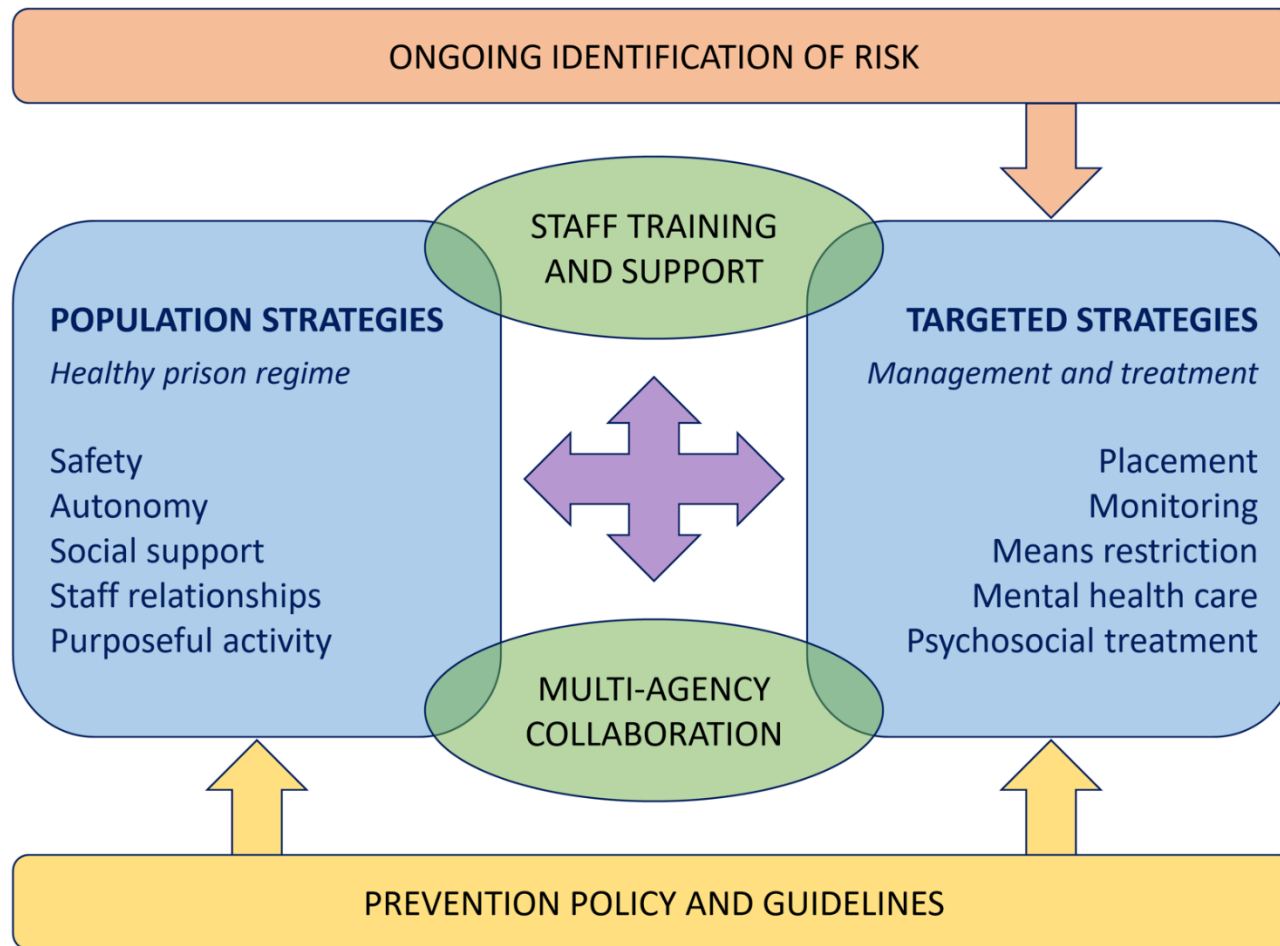 ONGOING IDENTIFICATION OF RISK
STAFF TRAINING
AND SUPPORT
POPULATION STRATEGIES
Healthy prison regime
Safety
Autonomy
Social support
Staff relationships
Purposeful activity
TARGETED STRATEGIES
Management and treatment
Placement
Monitoring
Means restriction
Mental health care
Psychosocial treatment
MULTI-AGENCY
COLLABORATION
PREVENTION POLICY AND GUIDELINES